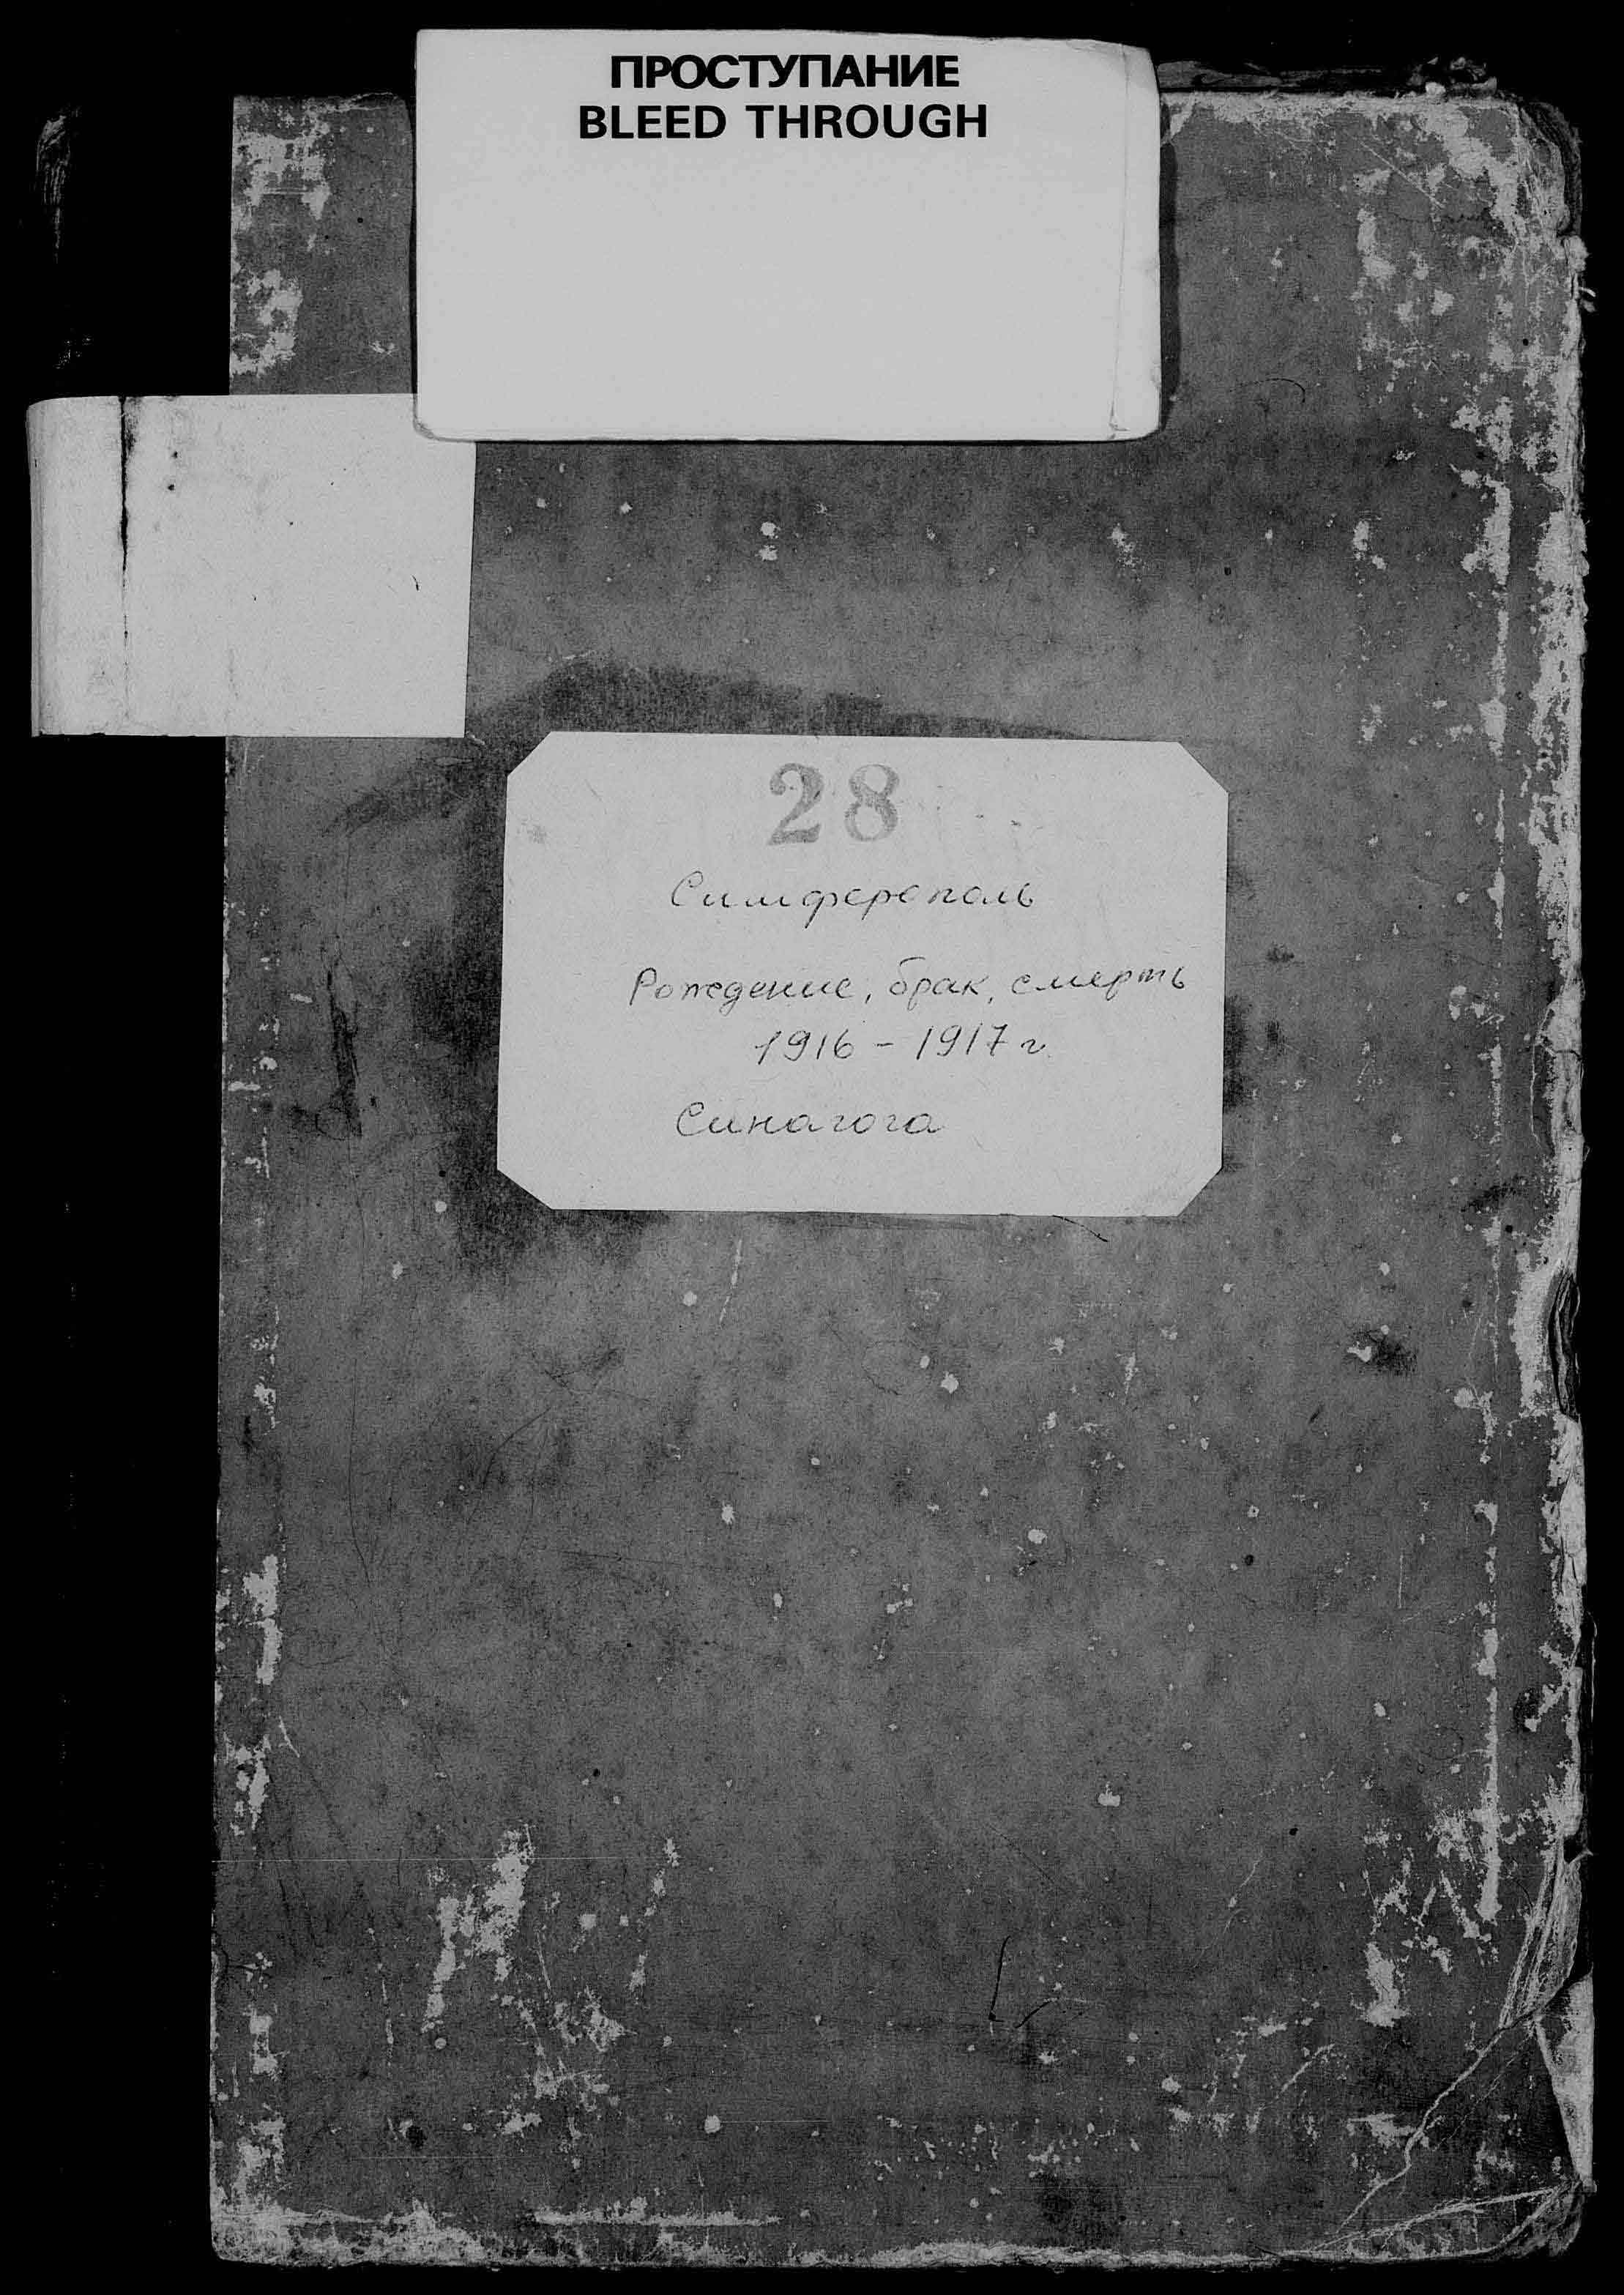 ПРОСТУПАНИЕ
BLEED THROUGH
28
Симферополь
Рождение, брак, смерть
1916 - 1917 г.
Синагога